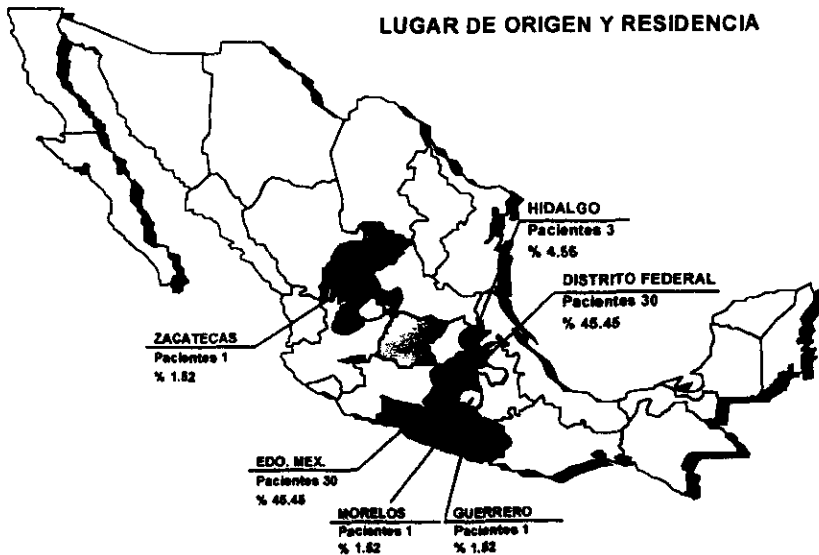 LUGAR DE ORIGEN Y RESIDENCIA
HIDALGO
Pacientes 3
% 4.56
DISTRITO FEDERAL
Pacientes 30
% 45.45
ZACATECAS
Pacientes 1
% 1.52
EDO. MEX.
Pacientes 30
% 45.45
MORELOS
Pacientes 1
% 1.52
GUERRERO
Pacientes 1
% 1.52